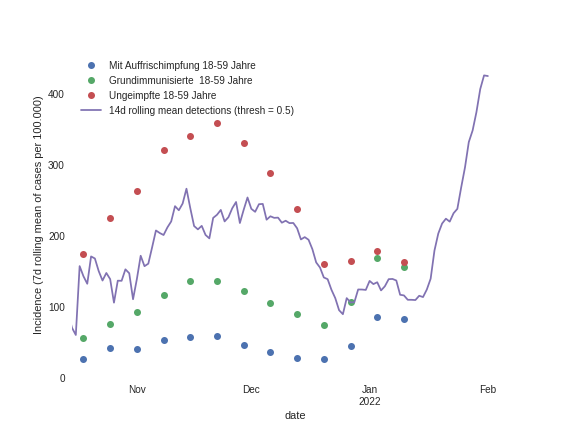 Mit Auffrischimpfung 18-59 Jahre
Grundimmunisierte  18-59 Jahre
Ungeimpfte 18-59 Jahre
14d rolling mean detections (thresh = 0.5)
Incidence (7d rolling mean of cases per 100.000)
400
300
200
100
0
Nov
Dec
Jan
2022
Feb
date